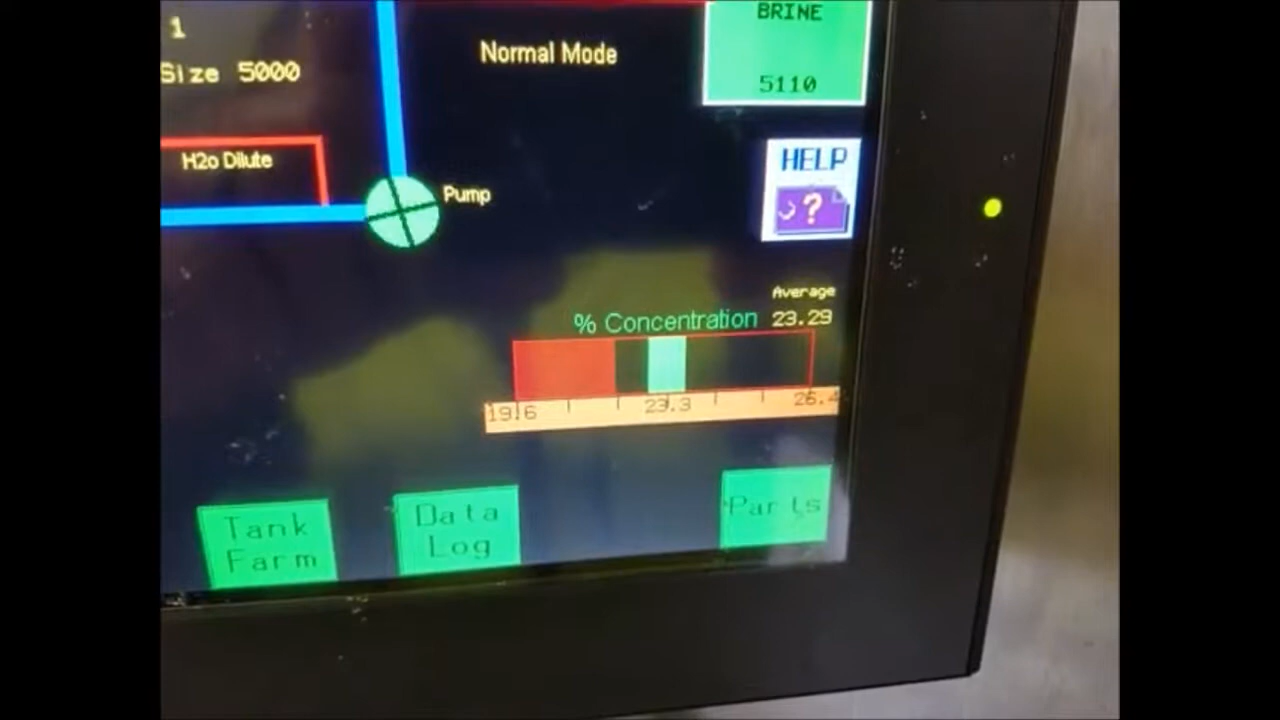 1
Size 5000
Normal Mode
BRINE
5110
H2o Dilute
Pump
HELP
?
Average
% Concentration 23.29
19.6 23.3 26.4
Tank
Farm
Data
Log
Parts